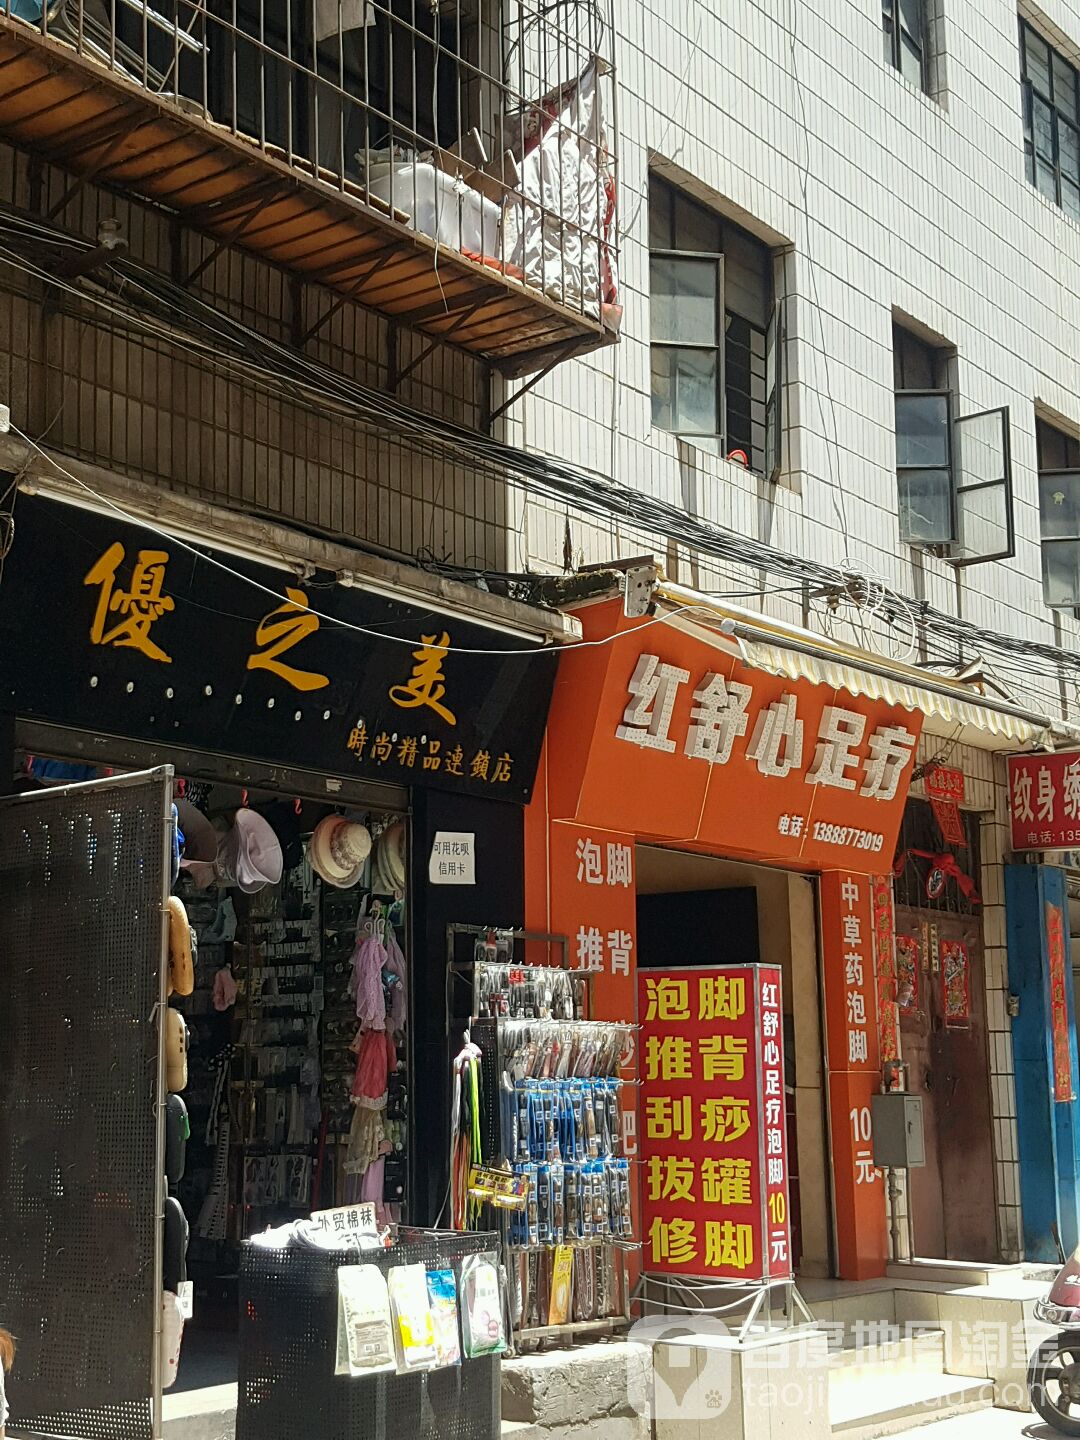 優之美
時尚精品連鎖店
可用花呗
信用卡
外贸棉袜
红舒心足疗
电话：13888773019
泡脚
推背
中草药泡脚 10元
泡脚
推背
刮痧
拔罐
修脚
红舒心足疗泡脚10元
纹身
电话:135
百度地图淘金